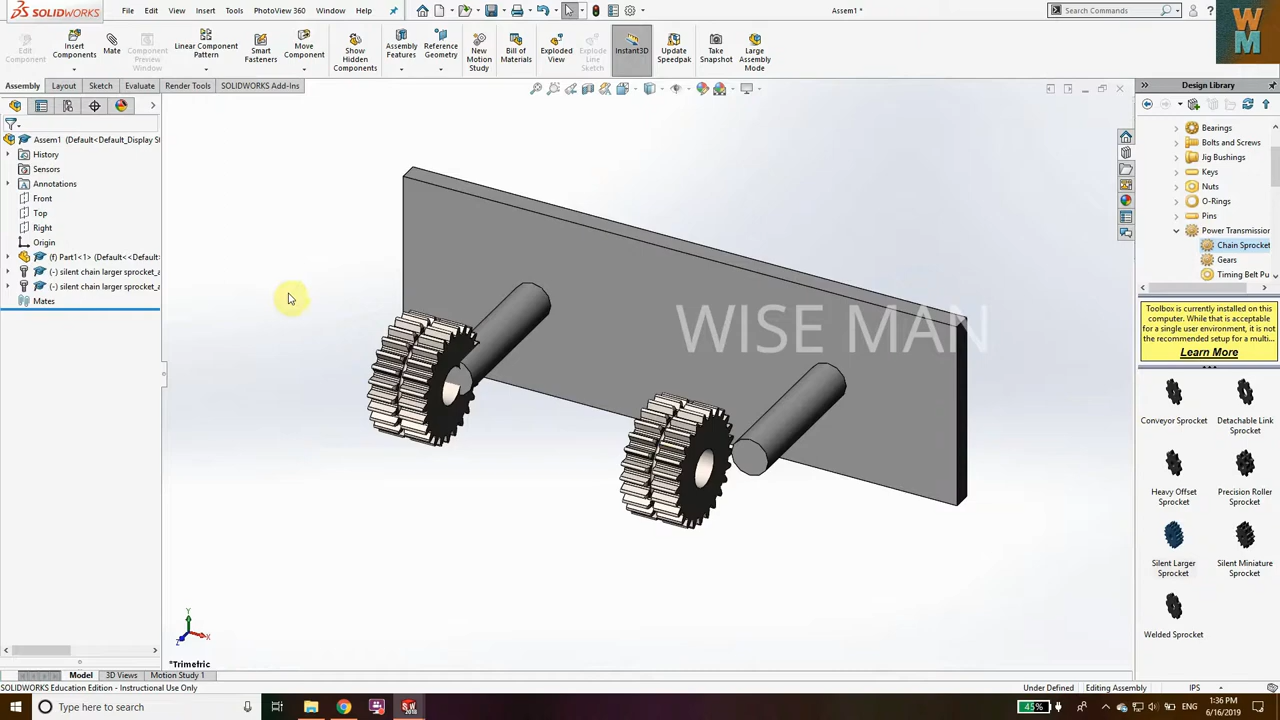 SOLIDWORKS
File Edit View Insert Tools PhotoView 360 Window Help
Assem1 *
Search Commands
WM
Edit Component
Insert Components
Mate
Component Preview Window
Linear Component Pattern
Smart Fasteners
Move Component
Show Hidden Components
Assembly Features
Reference Geometry
New Motion Study
Bill of Materials
Exploded View
Explode Line Sketch
Instant3D
Update Speedpak
Take Snapshot
Large Assembly Mode
Assembly Layout Sketch Evaluate Render Tools SOLIDWORKS Add-Ins
Assem1 (Default<Default_Display St
History
Sensors
Annotations
Front
Top
Right
Origin
(f) Part1<1> (Default<<Default
(-) silent chain larger sprocket_a
(-) silent chain larger sprocket_a
Mates
WISE MAN
Y
X
Z
*Trimetric
Design Library
Bearings
Bolts and Screws
Jig Bushings
Keys
Nuts
O-Rings
Pins
Power Transmission
Chain Sprocket
Gears
Timing Belt Pu
Toolbox is currently installed on this
computer. While that is acceptable
for a single user environment, it is
not the recommended setup for a multi...
Learn More
Conveyor Sprocket
Detachable Link Sprocket
Heavy Offset Sprocket
Precision Roller Sprocket
Silent Larger Sprocket
Silent Miniature Sprocket
Welded Sprocket
Model 3D Views Motion Study 1
SOLIDWORKS Education Edition - Instructional Use Only
Under Defined Editing Assembly IPS
Type here to search
45%
ENG
1:36 PM
6/16/2019